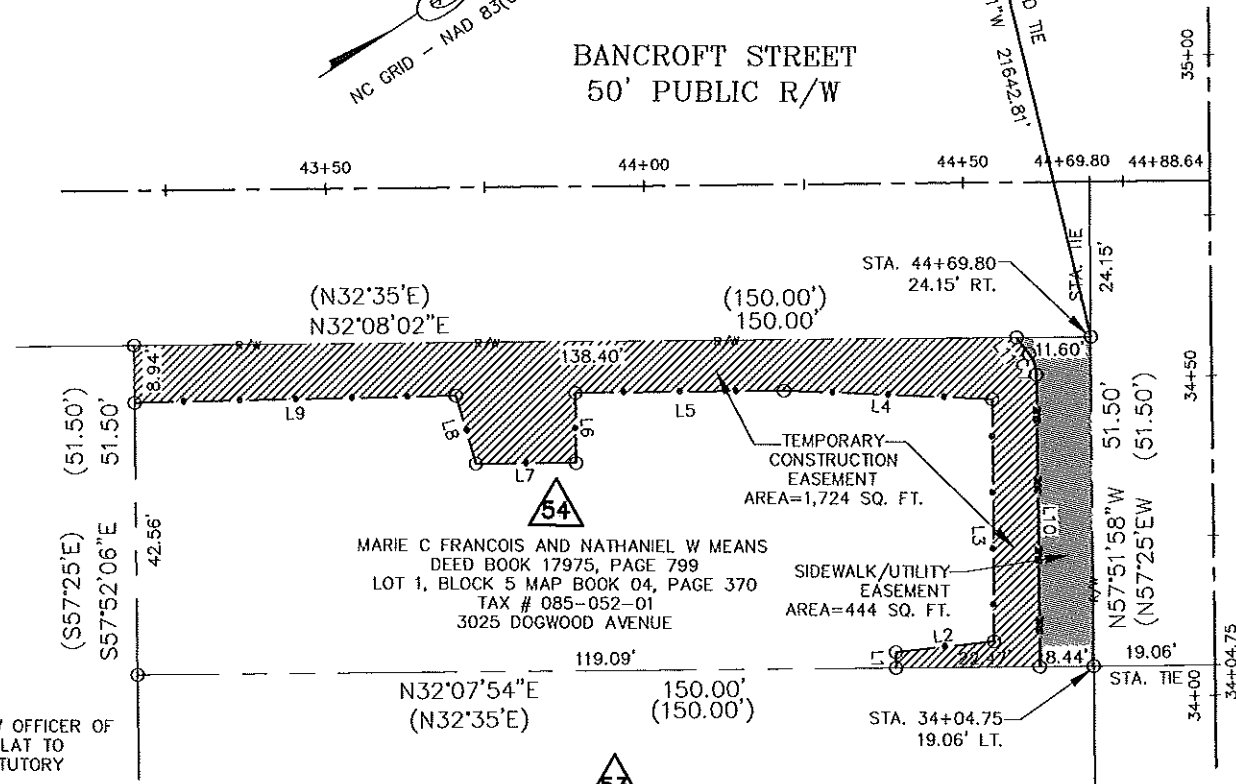 NC GRID - NAD 83(
D TIE
1"W 21642.81'
35+00
BANCROFT STREET
50' PUBLIC R/W
43+50
44+00
44+50
44+69.80
44+88.64
STA. TIE
24.15'
STA. 44+69.80
24.15' RT.
(N32°35'E)
N32°08'02"E
(150.00')
150.00'
R/W
R/W
R/W
8.94'
138.40'
11.60'
34+50
L9
L8
L7
L6
L5
L4
L3
L10
(51.50')
51.50'
51.50'
(51.50')
TEMPORARY
CONSTRUCTION
EASEMENT
AREA=1,724 SQ. FT.
54
MARIE C FRANCOIS AND NATHANIEL W MEANS
DEED BOOK 17975, PAGE 799
LOT 1, BLOCK 5 MAP BOOK 04, PAGE 370
TAX # 085-052-01
3025 DOGWOOD AVENUE
SIDEWALK/UTILITY
EASEMENT
AREA=444 SQ. FT.
(S57°25'E)
S57°52'06"E
42.56'
N57°51'58"W
(N57°25'EW)
R/W
L1
L2
119.09'
22.47'
8.44'
19.06'
STA. TIE
34+00
34+04.75
N32°07'54"E
(N32°35'E)
150.00'
(150.00')
STA. 34+04.75
19.06' LT.
OFFICER OF
LAT TO
TUTORY
57